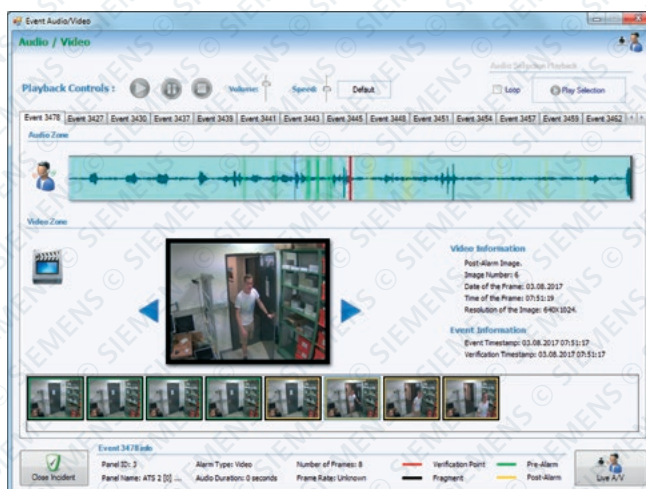 Event Audio/Video
Audio / Video
Audio Selection Playback
Playback Controls :
Volume:
Speed:
Default
Loop
Play Selection
Event 3478 Event 3427 Event 3430 Event 3437 Event 3439 Event 3441 Event 3443 Event 3445 Event 3448 Event 3451 Event 3454 Event 3457 Event 3459 Event 3462
Audio Zone
Video Zone
Video Information
Post-Alarm Image.
Image Number: 6
Date of the Frame: 03.08.2017
Time of the Frame: 07:51:19
Resolution of the Image: 640X1024.
Event Information
Event Timestamp: 03.08.2017 07:51:17
Verification Timestamp: 03.08.2017 07:51:17
Event 3478 info
Close Incident
Panel ID: 3 Alarm Type: Video Number of Frames: 8 Verification Point Pre-Alarm
Panel Name: ATS 2 [0] ... Audio Duration: 0 seconds Frame Rate: Unknown Fragment Post-Alarm
Live A/V
SIEMENS ©